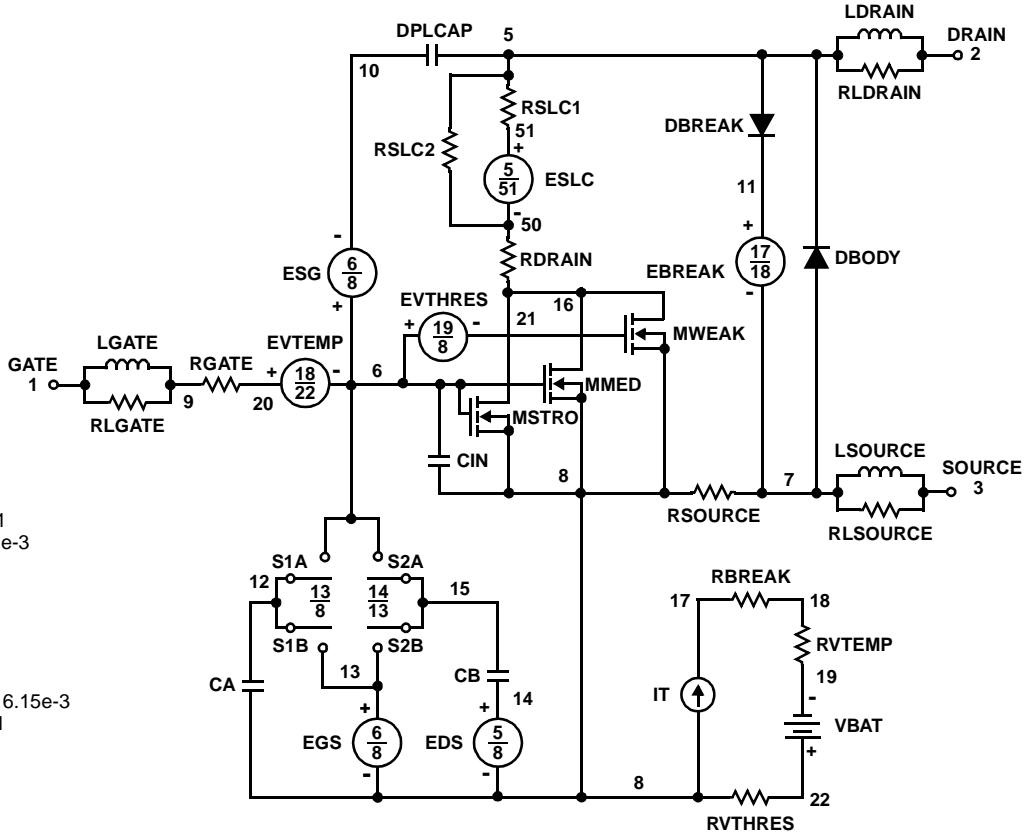 LDRAIN
DPLCAP
5
DRAIN
2
10
RLDRAIN
RSLC1
51
+
DBREAK
RSLC2
5
51
ESLC
-
50
11
-
+
ESG
6
8
+
RDRAIN
EBREAK
17
18
-
DBODY
EVTHRES
16
21
+
19
8
-
MWEAK
LGATE
GATE
1
RGATE
EVTEMP
+
18
22
-
6
9
20
RLGATE
MMED
MSTRO
CIN
8
7
LSOURCE
SOURCE
3
RSOURCE
RLSOURCE
1
e-3
S1A
S2A
12
13
8
14
13
15
S1B
S2B
13
RBREAK
17
18
RVTEMP
19
-
CA
CB
14
IT
VBAT
+
6.15e-3
+
+
EGS
6
8
-
EDS
5
8
-
8
22
RVTHRES